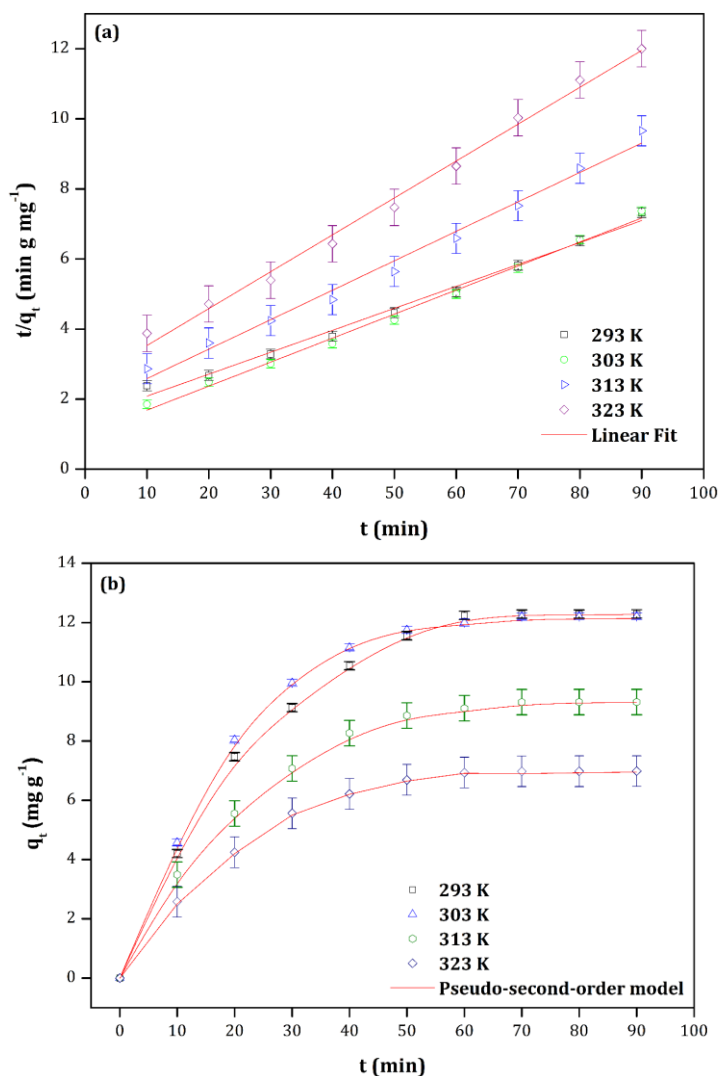 (a)
12
10
8
6
4
2
0
t/qₜ (min g mg⁻¹)
293 K
303 K
313 K
323 K
Linear Fit
0 10 20 30 40 50 60 70 80 90 100
t (min)
(b)
14
12
10
8
6
4
2
0
qₜ (mg g⁻¹)
293 K
303 K
313 K
323 K
Pseudo-second-order model
0 10 20 30 40 50 60 70 80 90 100
t (min)